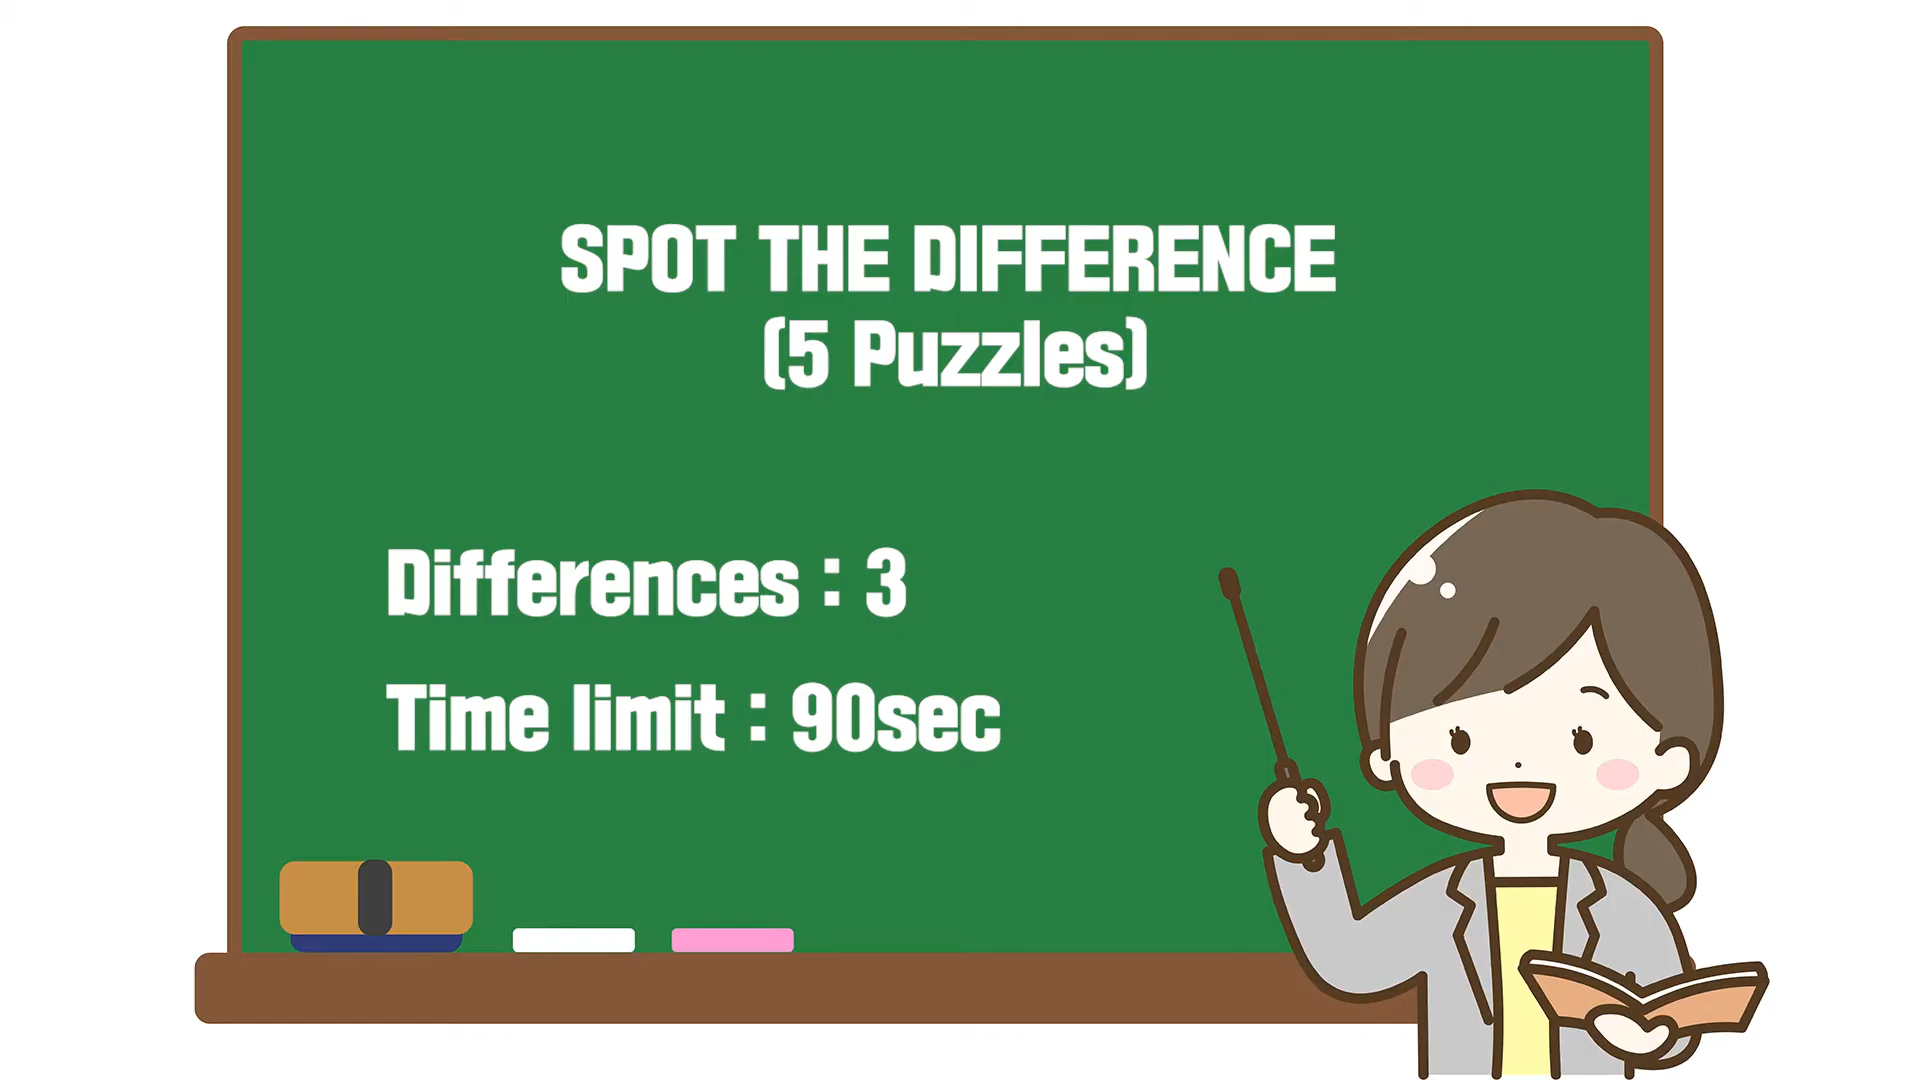 SPOT THE DIFFERENCE
(5 Puzzles)
Differences : 3
Time limit : 90sec